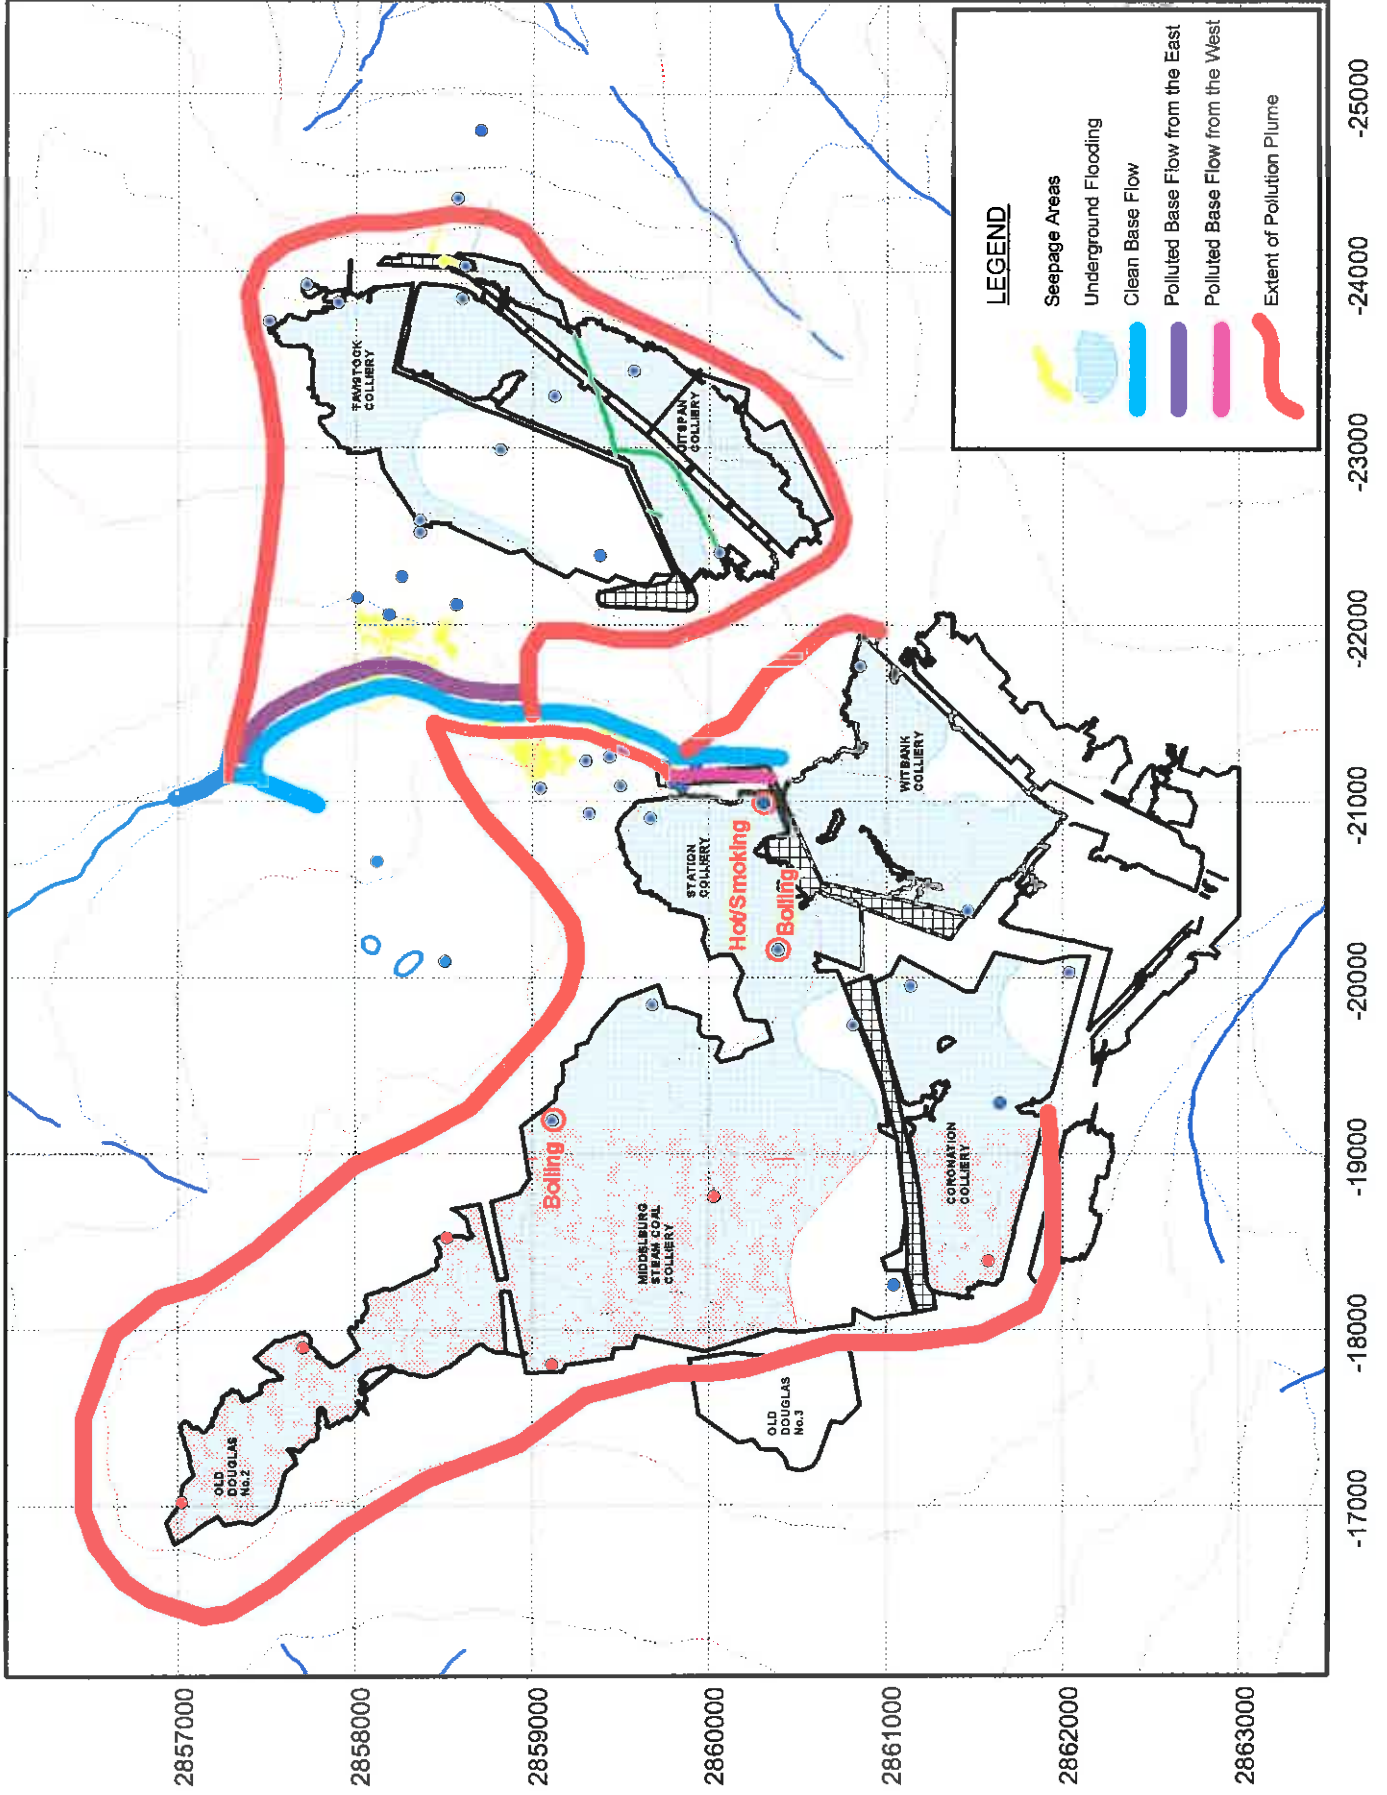 2857000
2858000
2859000
2860000
2861000
2862000
2863000
OLD
DOUGLAS
No.2
TAVISTOCK
COLLIERY
Boiling
MIDDELBURG
STEAM COAL
COLLIERY
STATION
COLLIERY
UITSPAN
COLLIERY
Hot/Smoking
Boiling
OLD
DOUGLAS
No.3
WITBANK
COLLIERY
CORONATION
COLLIERY
LEGEND
Seepage Areas
Underground Flooding
Clean Base Flow
Polluted Base Flow from the East
Polluted Base Flow from the West
Extent of Pollution Plume
-17000
-18000
-19000
-20000
-21000
-22000
-23000
-24000
-25000